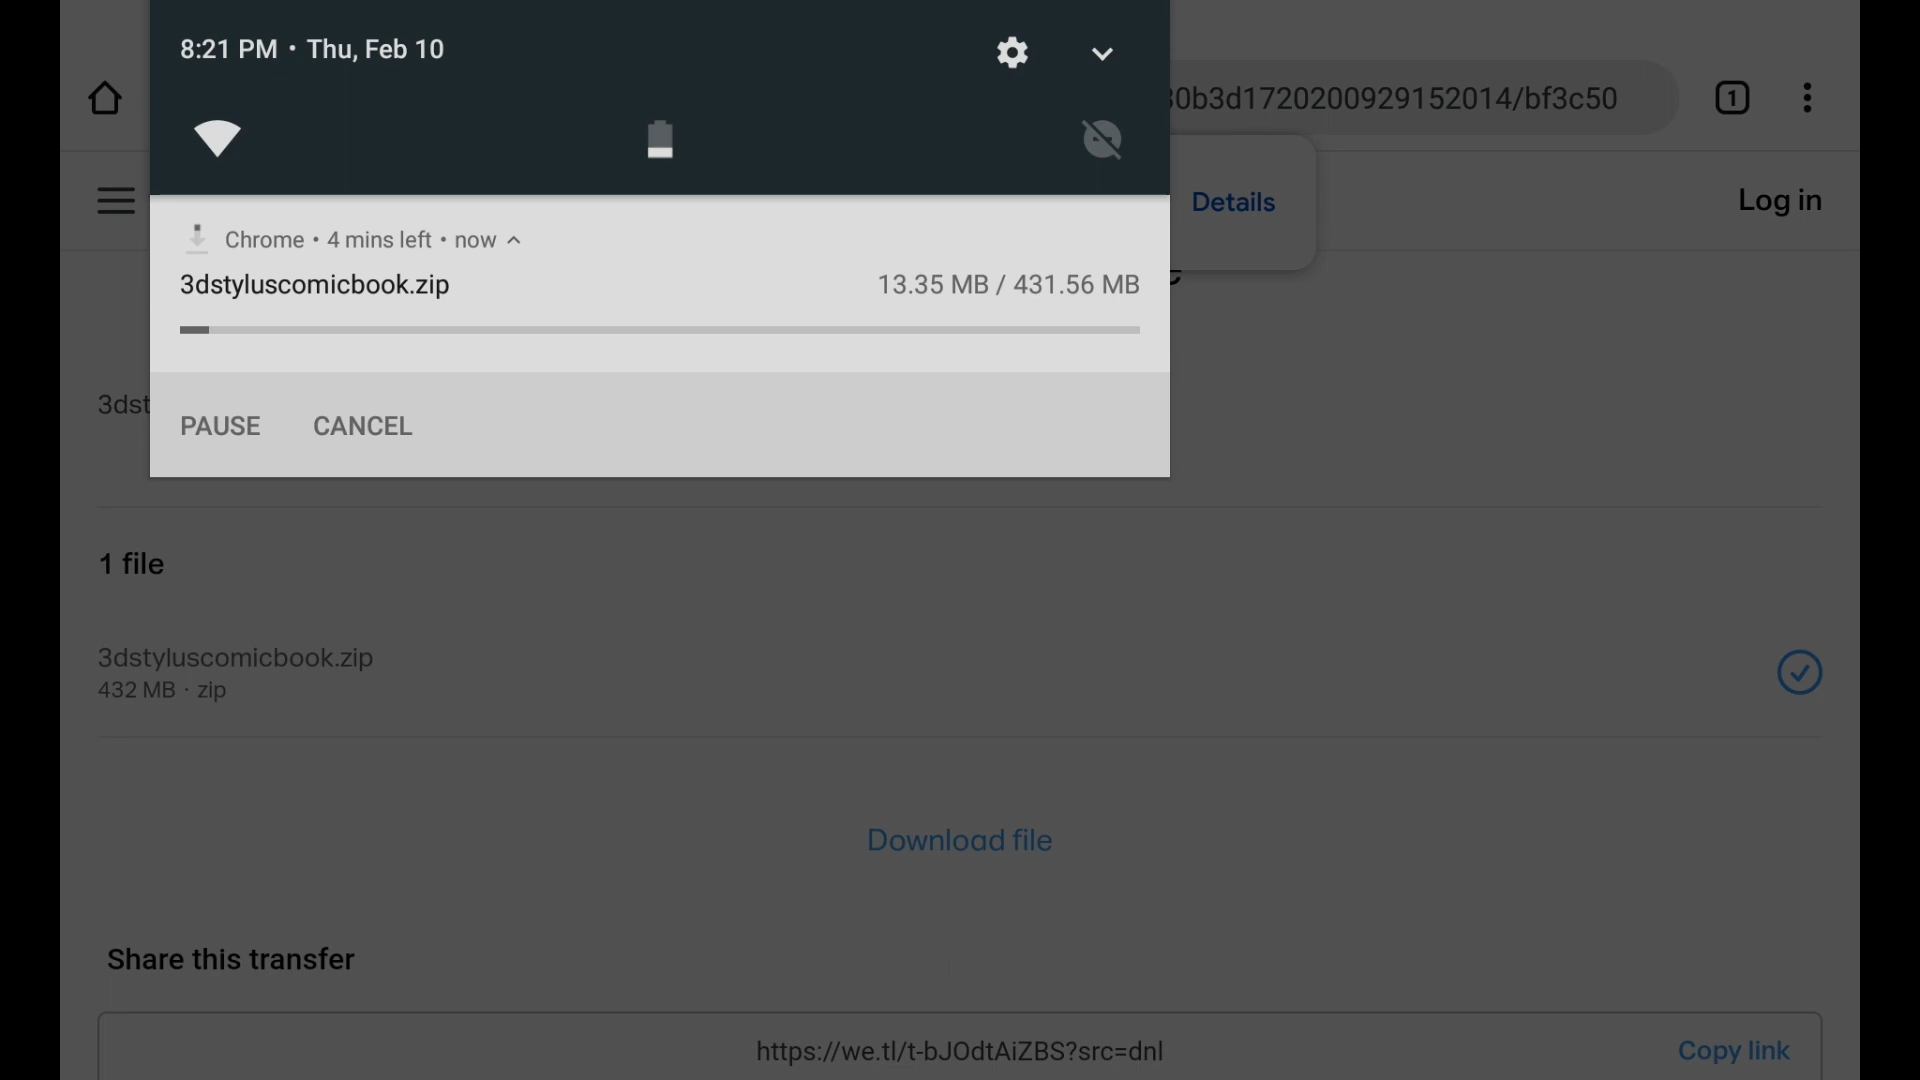 8:21 PM • Thu, Feb 10
30b3d1720200929152014/bf3c50
1
Details
Log in
Chrome • 4 mins left • now
3dstyluscomicbook.zip
13.35 MB / 431.56 MB
3dst
PAUSE
CANCEL
1 file
3dstyluscomicbook.zip
432 MB · zip
Download file
Share this transfer
https://we.tl/t-bJOdtAiZBS?src=dnl
Copy link